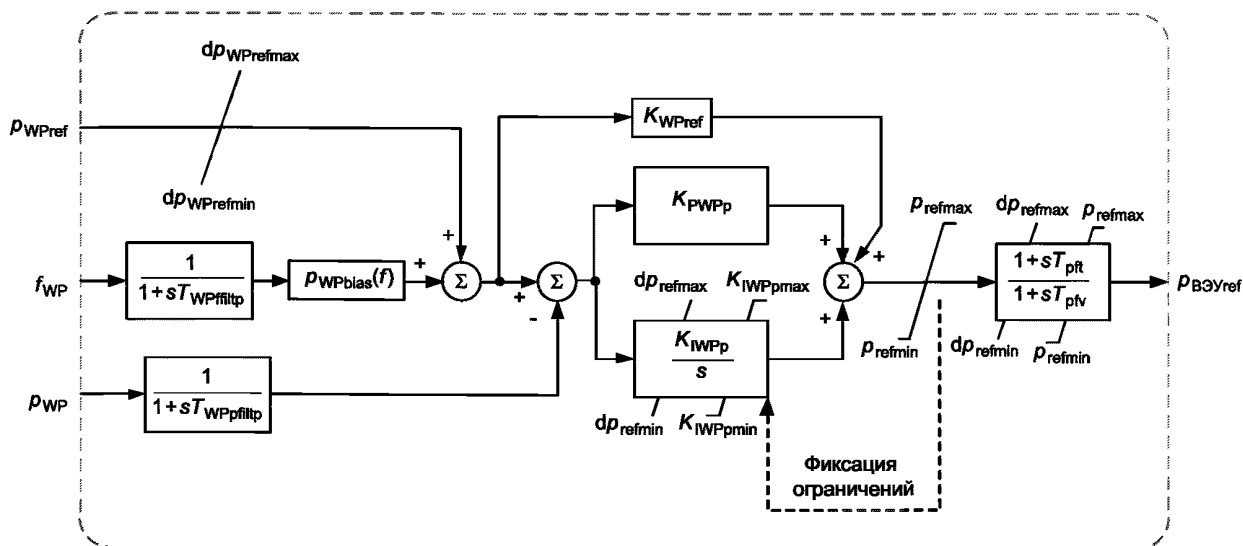 dp_WPrefmax
p_WPref
dp_WPrefmin
K_WPref
K_PWPp
p_refmax
dp_refmax
p_refmax
+
+
+
+
f_WP
1
1+sT_WPffiltp
p_WPbias(f)
Σ
+
-
Σ
Σ
+
1+sT_pft
1+sT_pfv
p_ВЭУref
dp_refmax
K_IWPpmax
K_IWPp
s
p_refmin
dp_refmin
p_refmin
p_WP
1
1+sT_WPpfiltp
dp_refmin
K_IWPpmin
Фиксация
ограничений